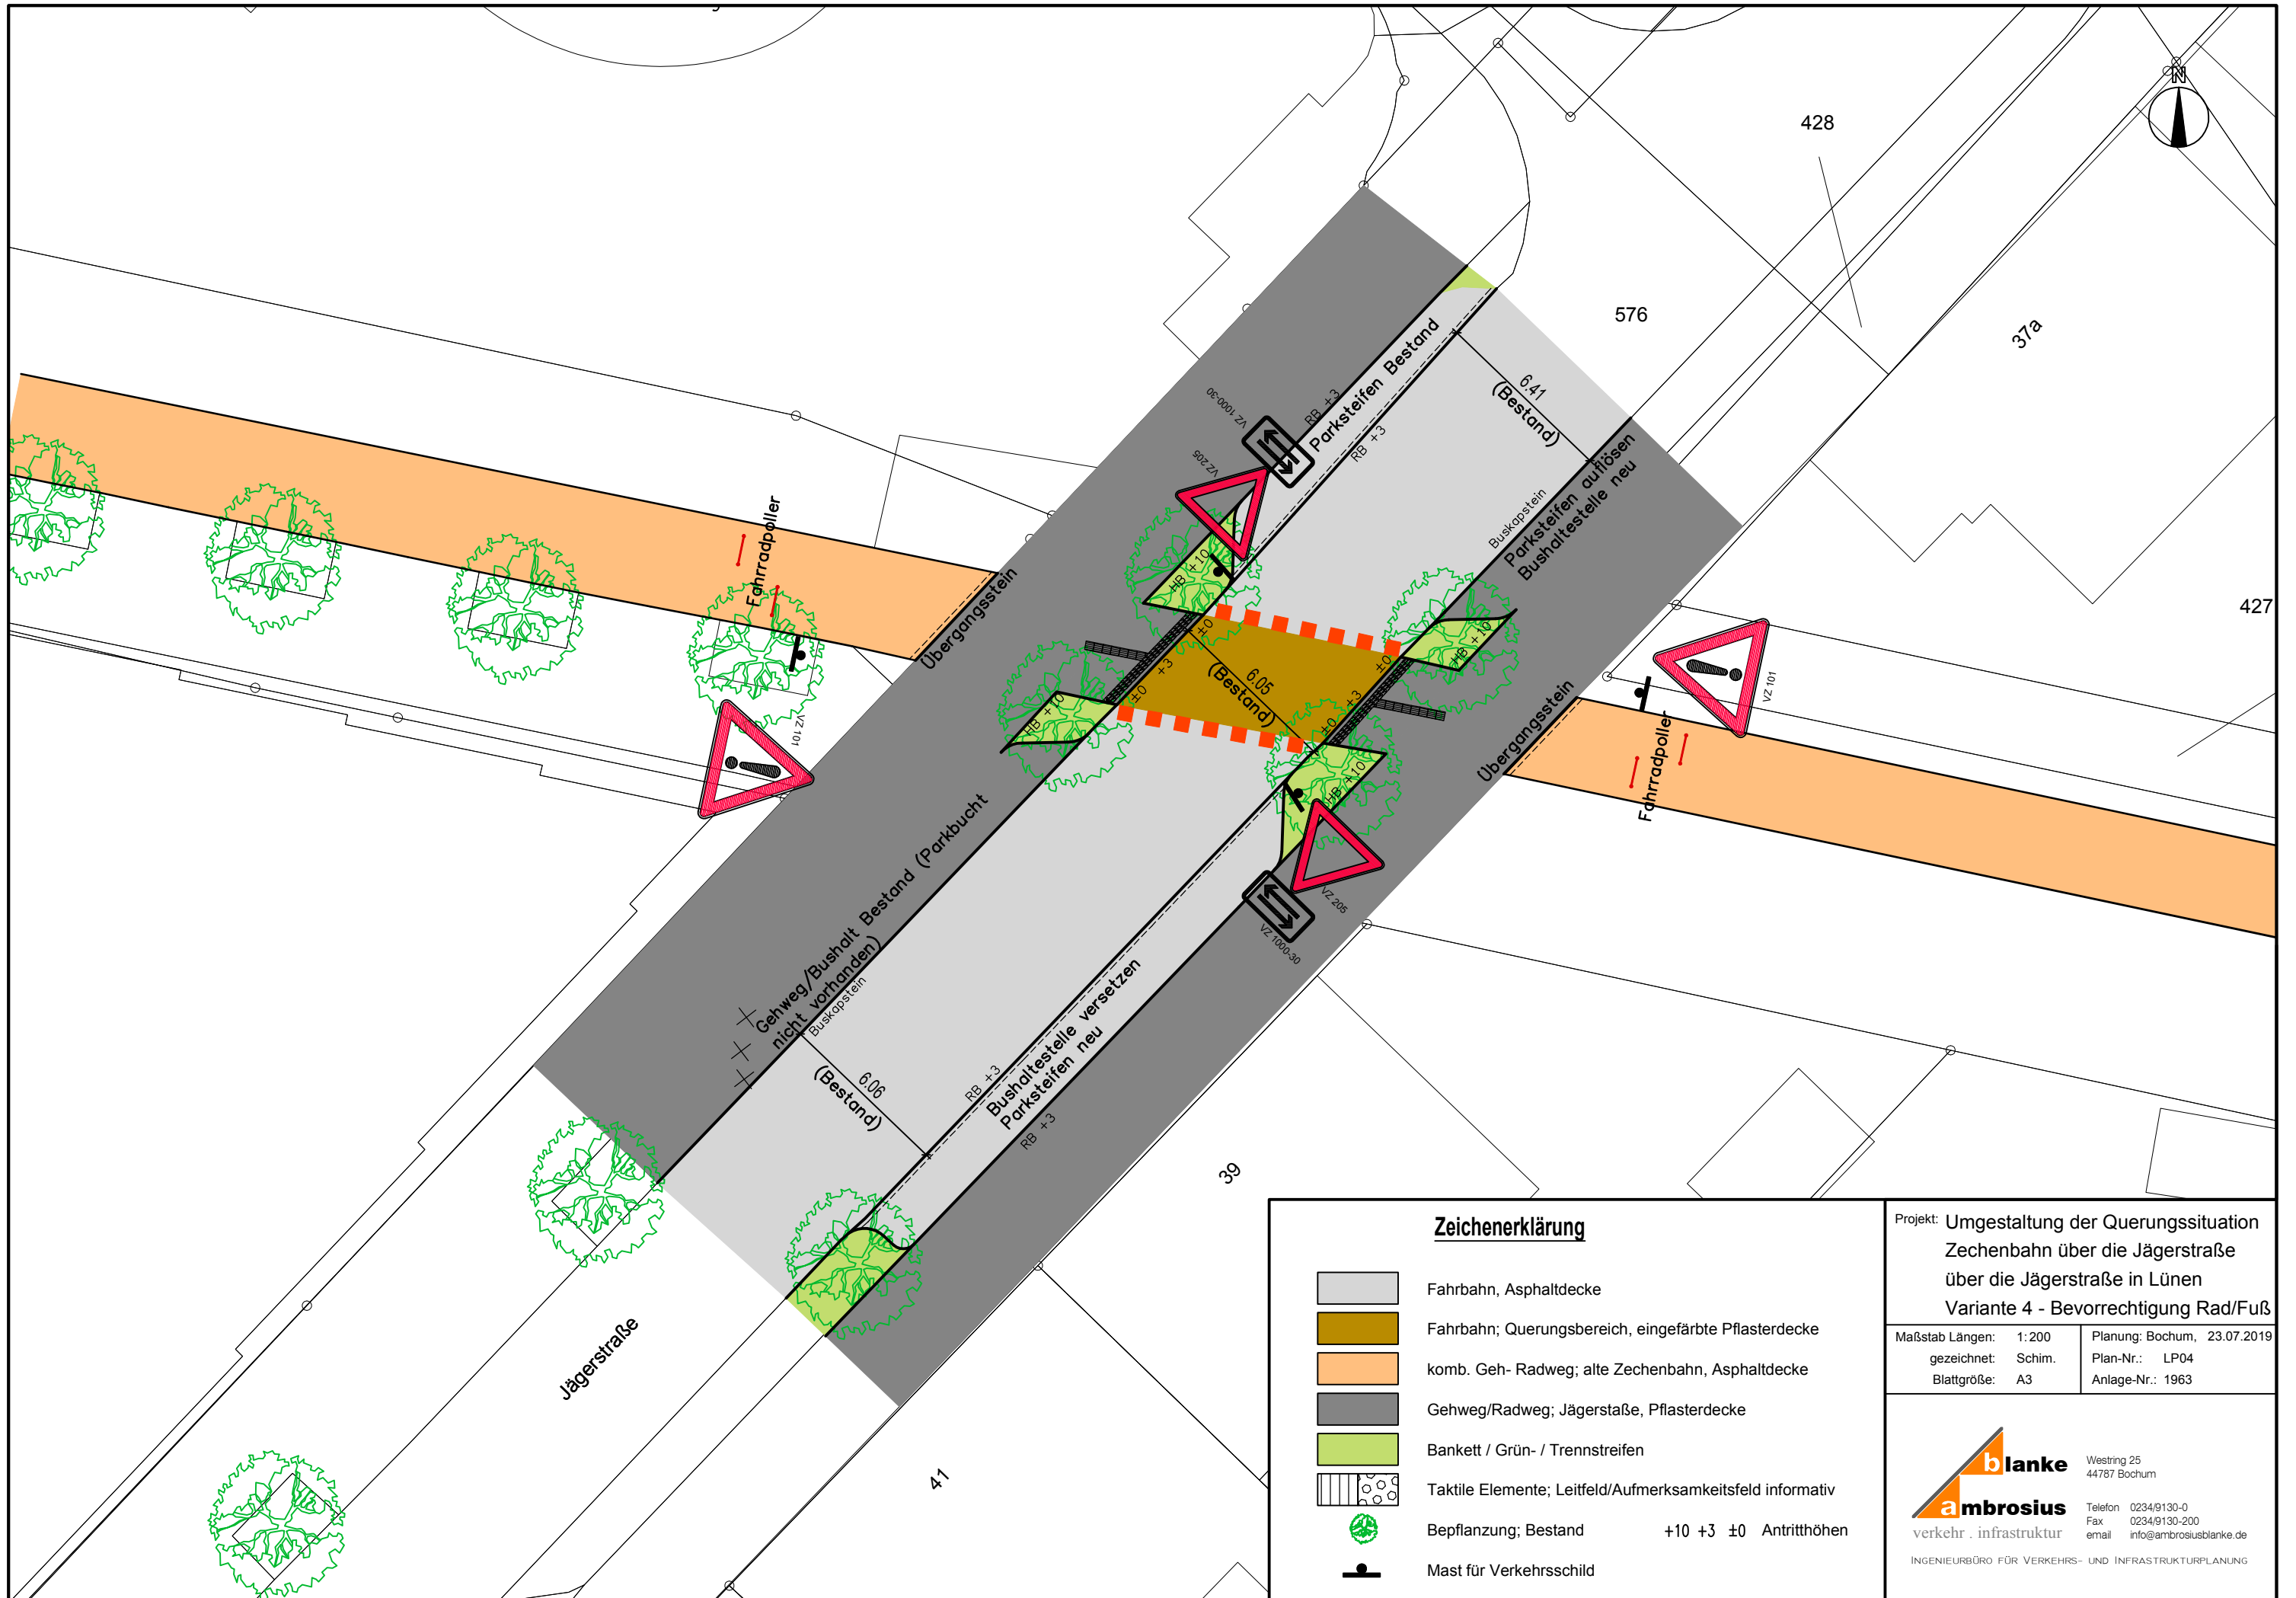 N
428
576
37a
427
6.41
(Bestand)
Parksteifen Bestand
RB +3
RB +3
VZ 1000-30
VZ 205
Buskapstein
Parksteifen auflösen
Bushaltestelle neu
Fahrradpoller
Übergangsstein
HB +10
±0
+3
±0
6.05
(Bestand)
±0
+3
±0
HB +10
HB +10
HB +10
VZ 101
VZ 101
Übergangsstein
Fahrradpoller
VZ 205
VZ 1000-30
Gehweg/Bushalt Bestand (Parkbucht
nicht vorhanden)
Buskapstein
6.06
(Bestand)
RB +3
Bushaltestelle versetzen
Parksteifen neu
RB +3
39
41
Jägerstraße
Zeichenerklärung
Fahrbahn, Asphaltdecke
Fahrbahn; Querungsbereich, eingefärbte Pflasterdecke
komb. Geh- Radweg; alte Zechenbahn, Asphaltdecke
Gehweg/Radweg; Jägerstaße, Pflasterdecke
Bankett / Grün- / Trennstreifen
Taktile Elemente; Leitfeld/Aufmerksamkeitsfeld informativ
Bepflanzung; Bestand +10 +3 ±0 Antritthöhen
Mast für Verkehrsschild
Projekt: Umgestaltung der Querungssituation
Zechenbahn über die Jägerstraße
über die Jägerstraße in Lünen
Variante 4 - Bevorrechtigung Rad/Fuß
Maßstab Längen: 1:200
gezeichnet: Schim.
Blattgröße: A3
Planung: Bochum, 23.07.2019
Plan-Nr.: LP04
Anlage-Nr.: 1963
blanke
ambrosius
verkehr . infrastruktur
Westring 25
44787 Bochum
Telefon 0234/9130-0
Fax 0234/9130-200
email info@ambrosiusblanke.de
INGENIEURBÜRO FÜR VERKEHRS- UND INFRASTRUKTURPLANUNG